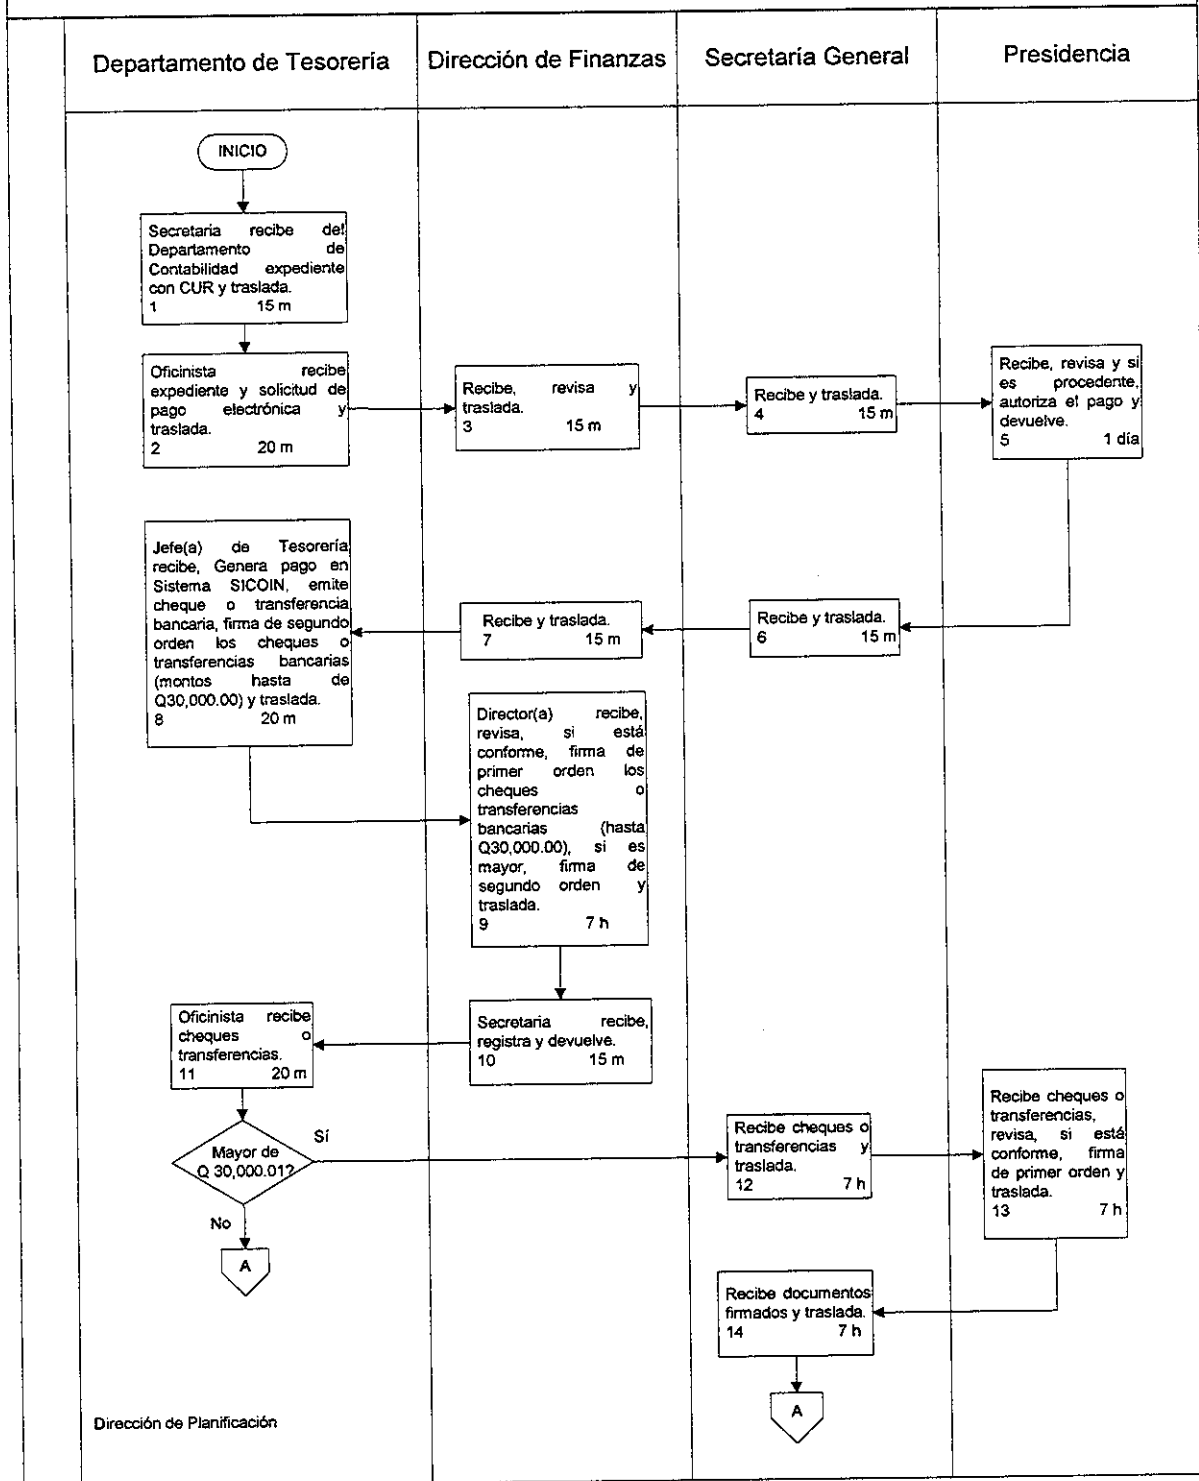 Departamento de Tesorería
Dirección de Finanzas
Secretaría General
Presidencia
INICIO
Secretaria recibe del
Departamento de
Contabilidad expediente
con CUR y traslada.
1 15 m
Oficinista recibe
expediente y solicitud de
pago electrónica y
traslada.
2 20 m
Recibe, revisa y
traslada.
3 15 m
Recibe y traslada.
4 15 m
Recibe, revisa y si
es procedente,
autoriza el pago y
devuelve.
5 1 día
Recibe y traslada.
6 15 m
Recibe y traslada.
7 15 m
Jefe(a) de Tesorería
recibe, Genera pago en
Sistema SICOIN, emite
cheque o transferencia
bancaria, firma de segundo
orden los cheques o
transferencias bancarias
(montos hasta de
Q30,000.00) y traslada.
8 20 m
Director(a) recibe,
revisa, si está
conforme, firma de
primer orden los
cheques o
transferencias
bancarias (hasta
Q30,000.00), si es
mayor, firma de
segundo orden y
traslada.
9 7 h
Secretaria recibe,
registra y devuelve.
10 15 m
Oficinista recibe
cheques o
transferencias.
11 20 m
Mayor de
Q 30,000.01?
Sí
No
A
Recibe cheques o
transferencias y
traslada.
12 7 h
Recibe cheques o
transferencias,
revisa, si está
conforme, firma
de primer orden y
traslada.
13 7 h
Recibe documentos
firmados y traslada.
14 7 h
A
Dirección de Planificación